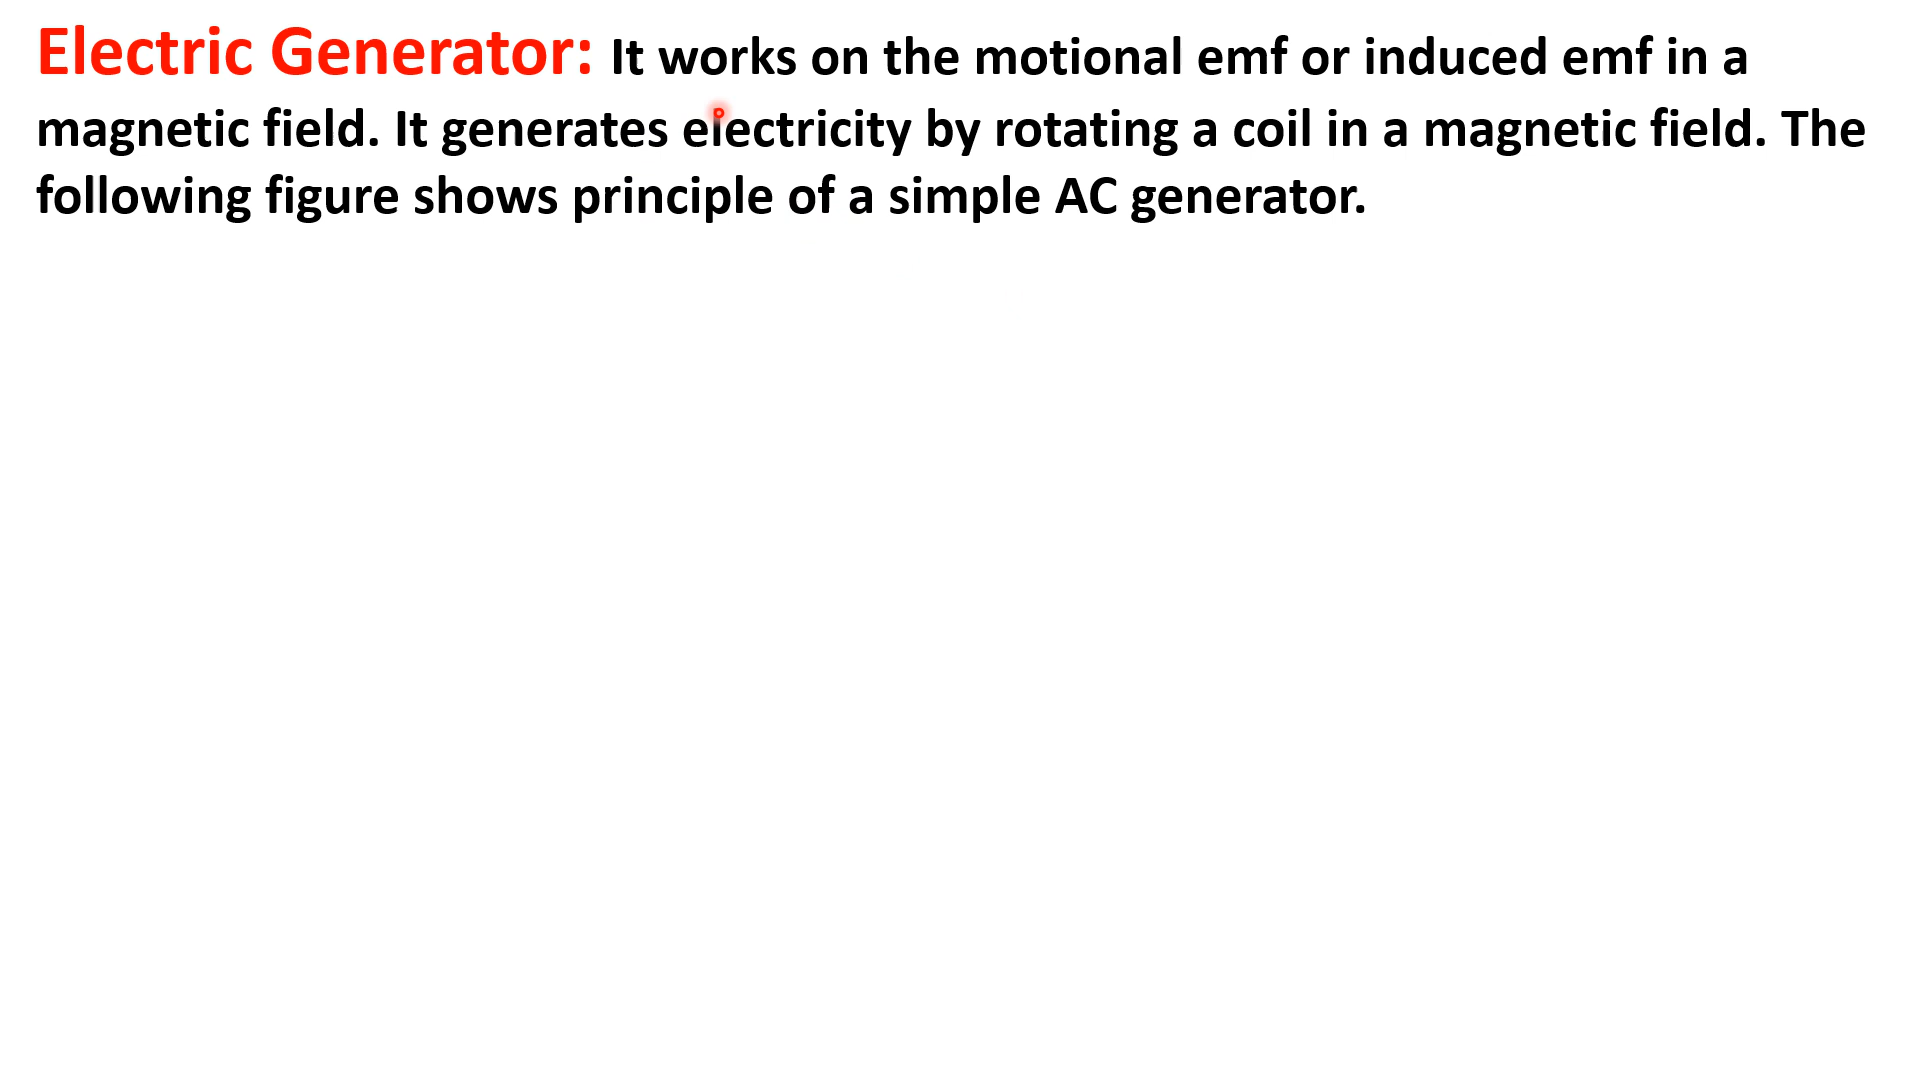 Electric Generator: It works on the motional emf or induced emf in a
magnetic field. It generates electricity by rotating a coil in a magnetic field. The
following figure shows principle of a simple AC generator.